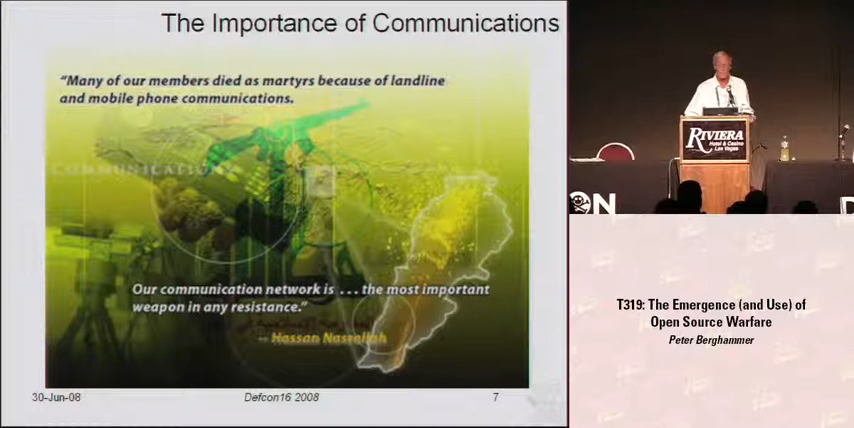 The Importance of Communications
"Many of our members died as martyrs because of landline
and mobile phone communications.
COMMUNICATIONS
Our communication network is . . . the most important
weapon in any resistance."
-- Hassan Nasrallah
30-Jun-08
Defcon16 2008
7
RIVIERA
Hotel & Casino
Las Vegas
ON
D
T319: The Emergence (and Use) of
Open Source Warfare
Peter Berghammer